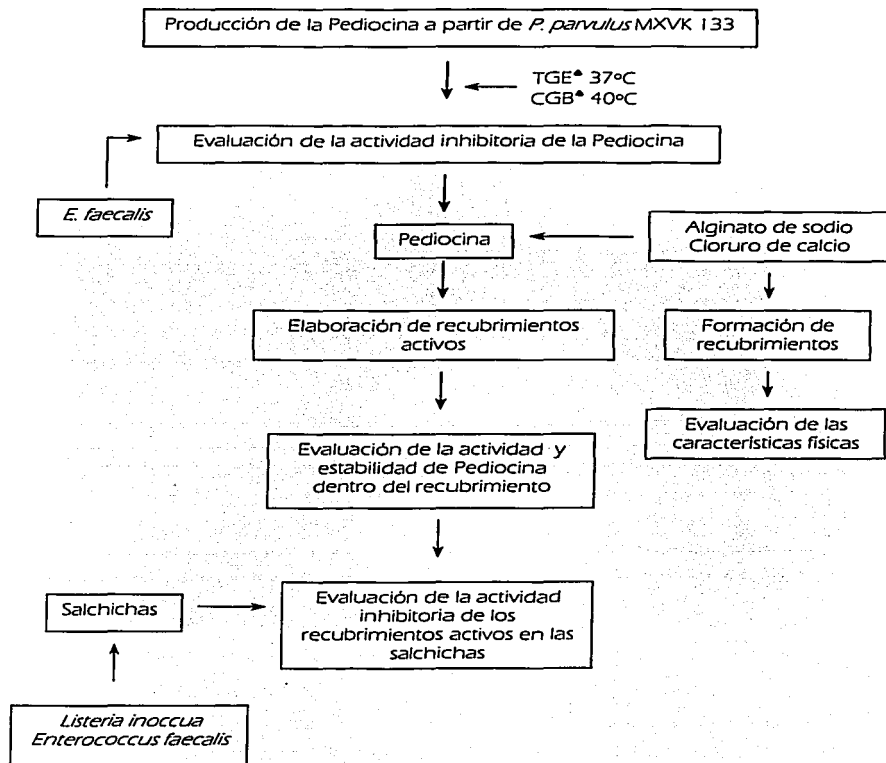 Producción de la Pediocina a partir de P. parvulus MXVK 133
TGE▲ 37ºC
CGB▲ 40ºC
Evaluación de la actividad inhibitoria de la Pediocina
E. faecalis
Pediocina
Alginato de sodio
Cloruro de calcio
Elaboración de recubrimientos
activos
Formación de
recubrimientos
Evaluación de la actividad y
estabilidad de Pediocina
dentro del recubrimiento
Evaluación de las
características físicas
Salchichas
Evaluación de la actividad
inhibitoria de los
recubrimientos activos en las
salchichas
Listeria inoccua
Enterococcus faecalis